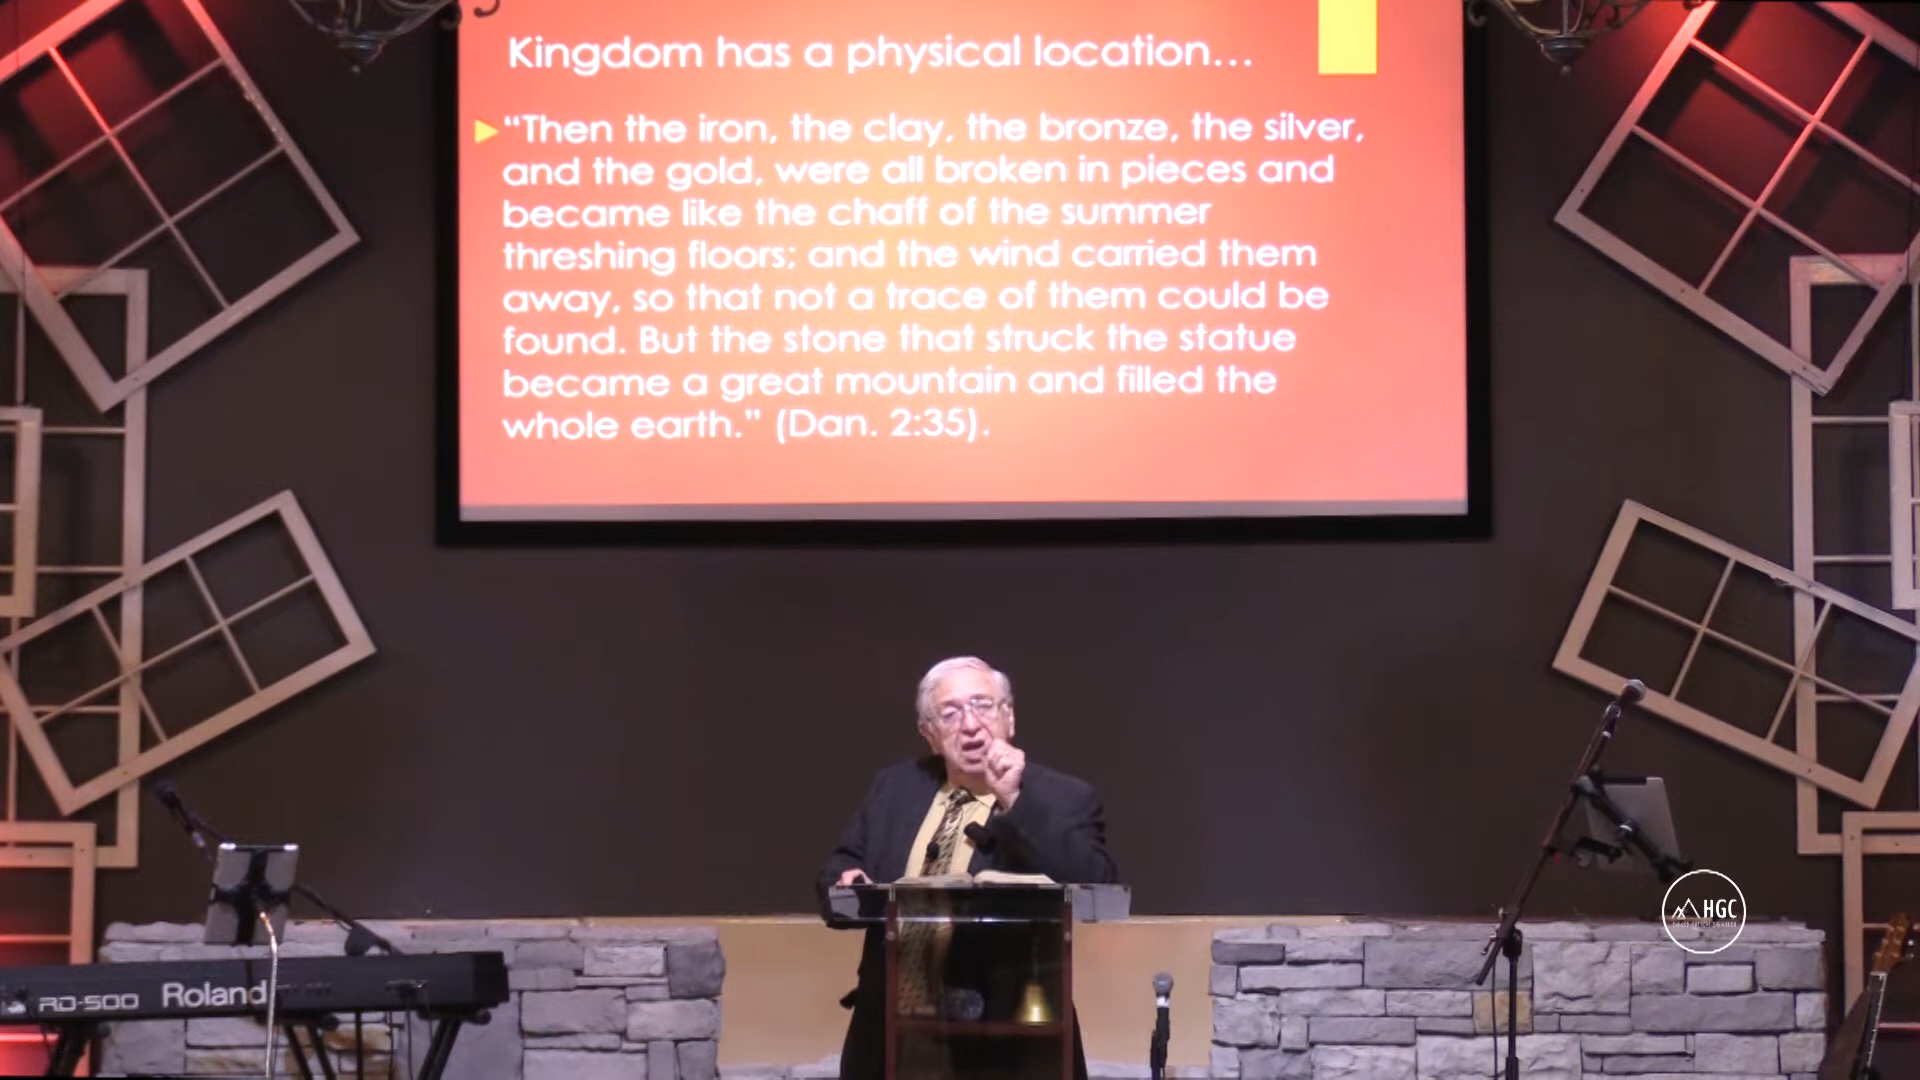 Kingdom has a physical location...
“Then the iron, the clay, the bronze, the silver,
and the gold, were all broken in pieces and
became like the chaff of the summer
threshing floors; and the wind carried them
away, so that not a trace of them could be
found. But the stone that struck the statue
became a great mountain and filled the
whole earth.” (Dan. 2:35).
HGC
RD-500 Roland